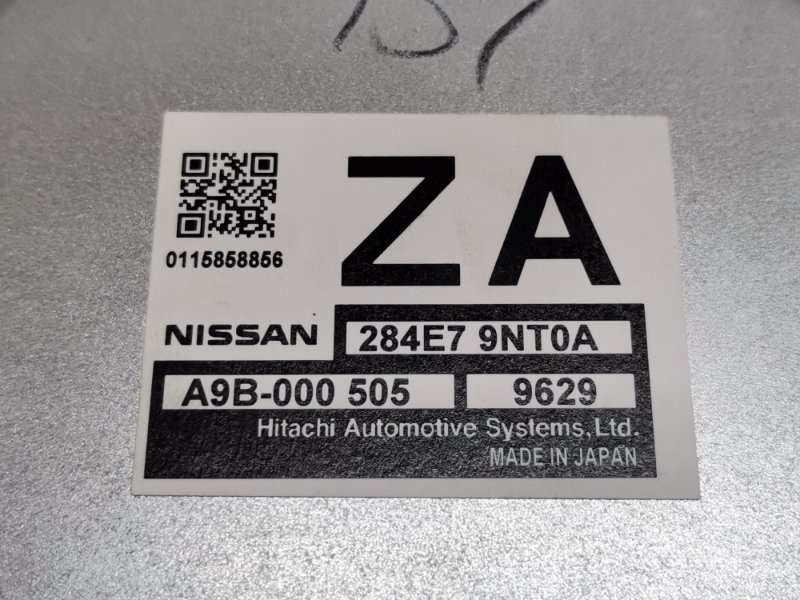 ZA
0115858856
NISSAN 284E7 9NT0A
A9B-000 505 9629
Hitachi Automotive Systems, Ltd.
MADE IN JAPAN